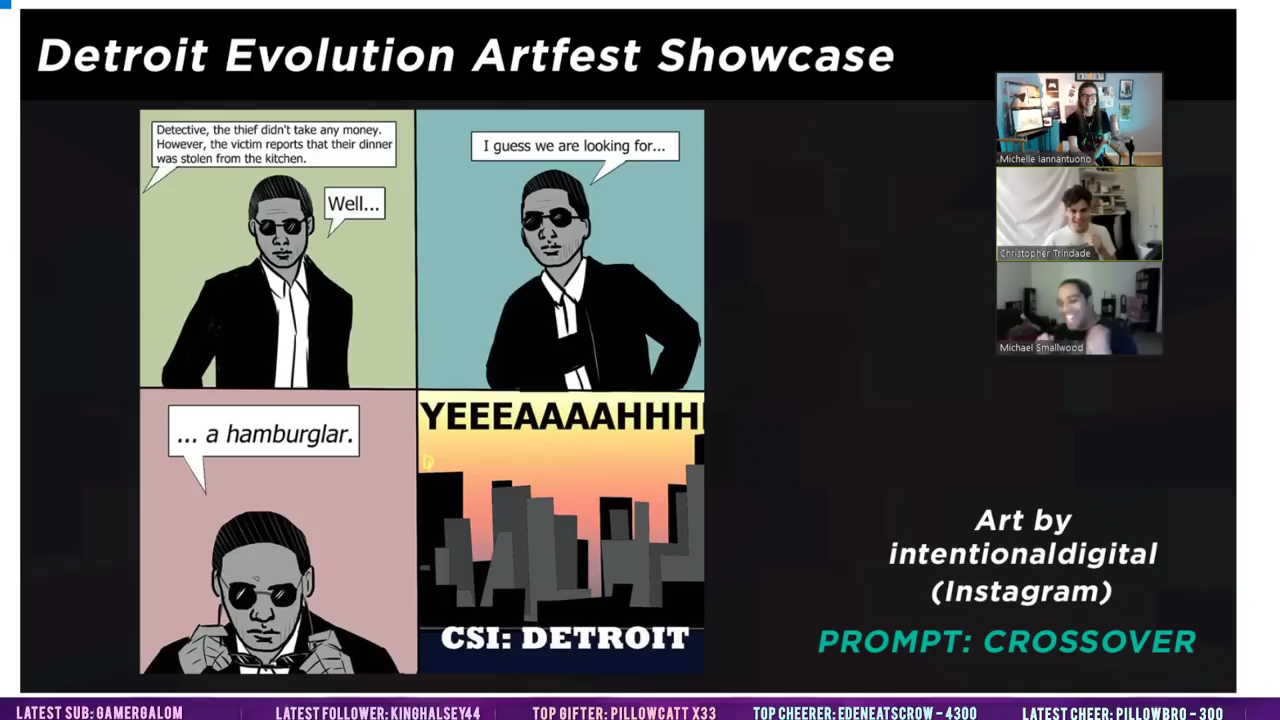 Detroit Evolution Artfest Showcase
Detective, the thief didn't take any money.
However, the victim reports that their dinner
was stolen from the kitchen.
Well...
I guess we are looking for...
... a hamburglar.
YEEEAAAAHHH
CSI: DETROIT
Michelle Iannantuono
Christopher Trindade
Michael Smallwood
Art by
intentionaldigital
(Instagram)
PROMPT: CROSSOVER
LATEST SUB: GAMERGALOM
LATEST FOLLOWER: KINGHALSEY44
TOP GIFTER: PILLOWCATT X33
TOP CHEERER: EDENEATSCROW - 4300
LATEST CHEER: PILLOWBRO - 300